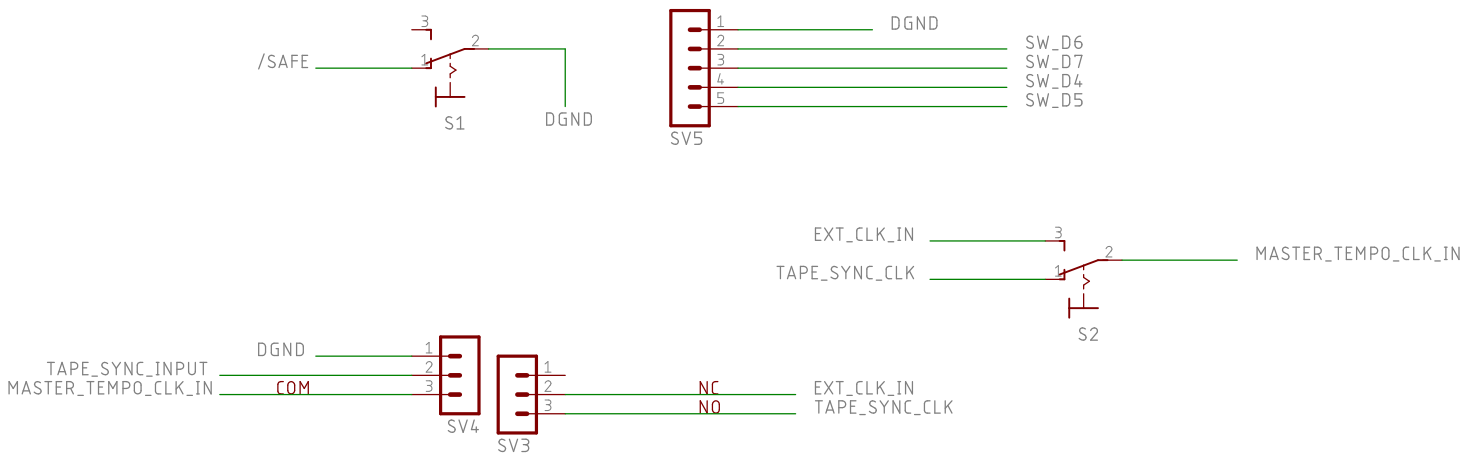 3
2
/SAFE
1
DGND
S1
1
DGND
2
SW_D6
3
SW_D7
4
SW_D4
5
SW_D5
SV5
EXT_CLK_IN
3
2
MASTER_TEMPO_CLK_IN
TAPE_SYNC_CLK
1
S2
DGND
1
TAPE_SYNC_INPUT
2
MASTER_TEMPO_CLK_IN
COM
3
SV4
1
2
NC
EXT_CLK_IN
3
NO
TAPE_SYNC_CLK
SV3